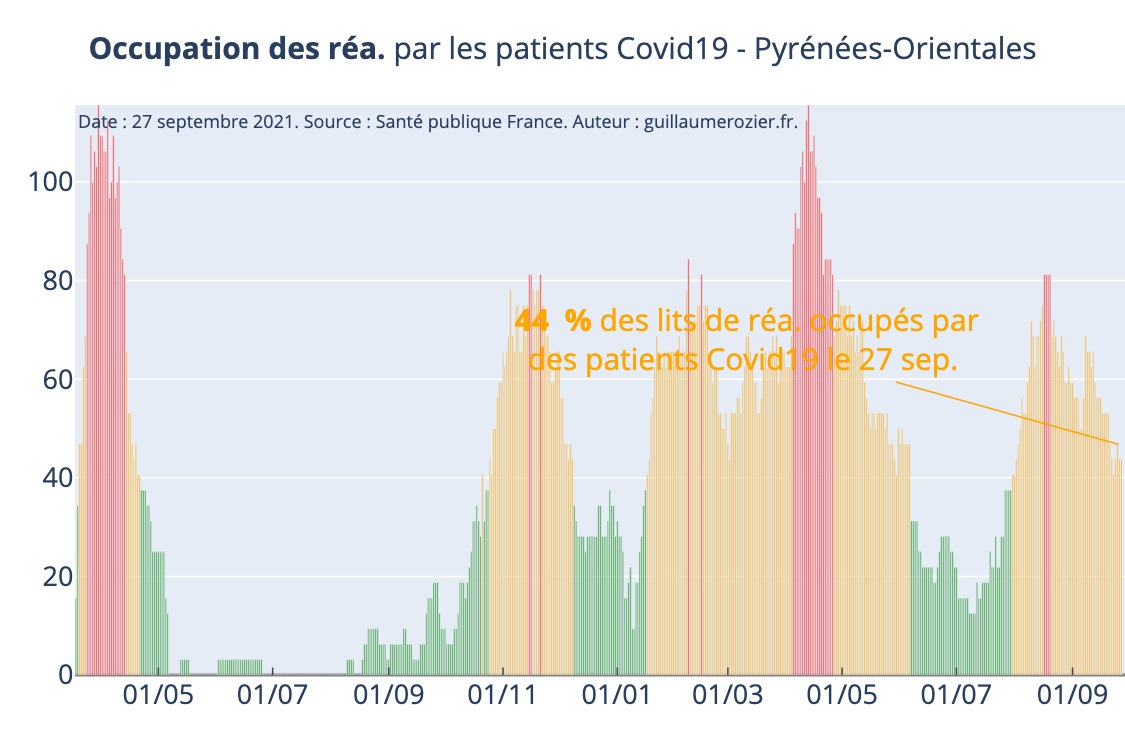 Occupation des réa. par les patients Covid19 - Pyrénées-Orientales
Date : 27 septembre 2021. Source : Santé publique France. Auteur : guillaumerozier.fr.
100
80
44 % des lits de réa. occupés par
des patients Covid19 le 27 sep.
60
40
20
0
01/05 01/07 01/09 01/11 01/01 01/03 01/05 01/07 01/09